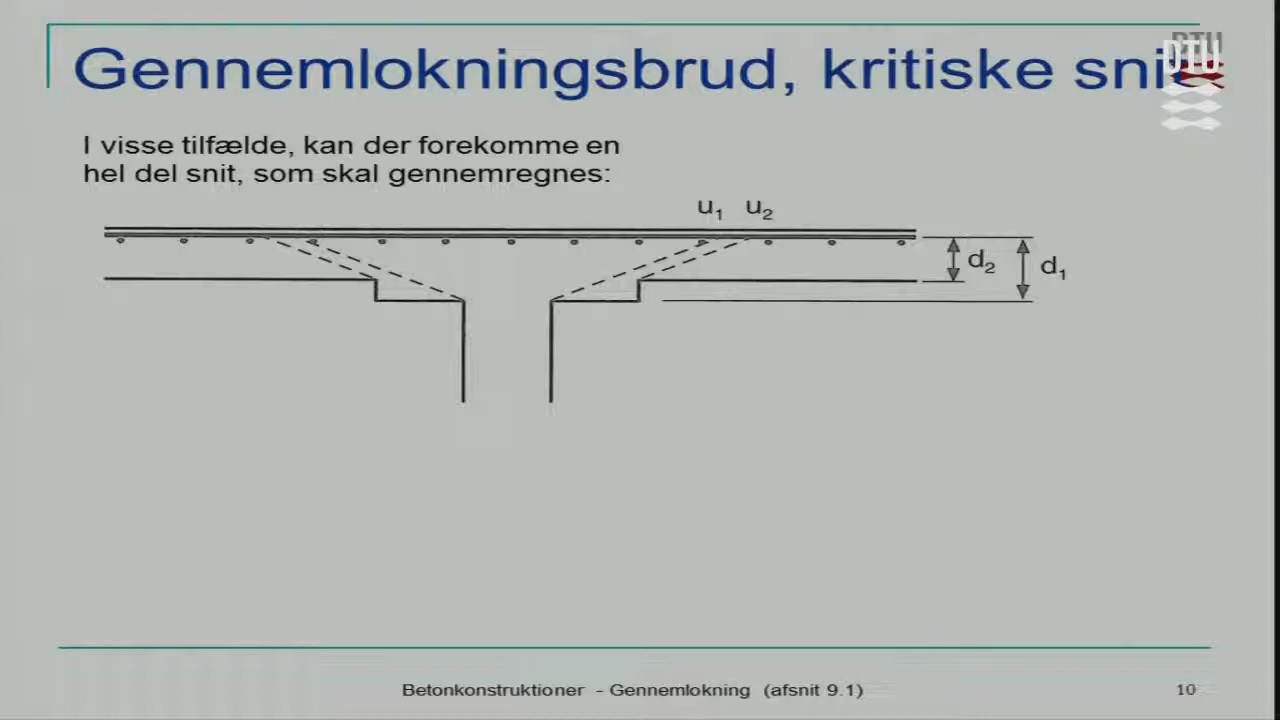 Gennemlokningsbrud, kritiske snit
DTU
I visse tilfælde, kan der forekomme en
hel del snit, som skal gennemregnes:
u1 u2
d2
d1
Betonkonstruktioner - Gennemlokning (afsnit 9.1)
10